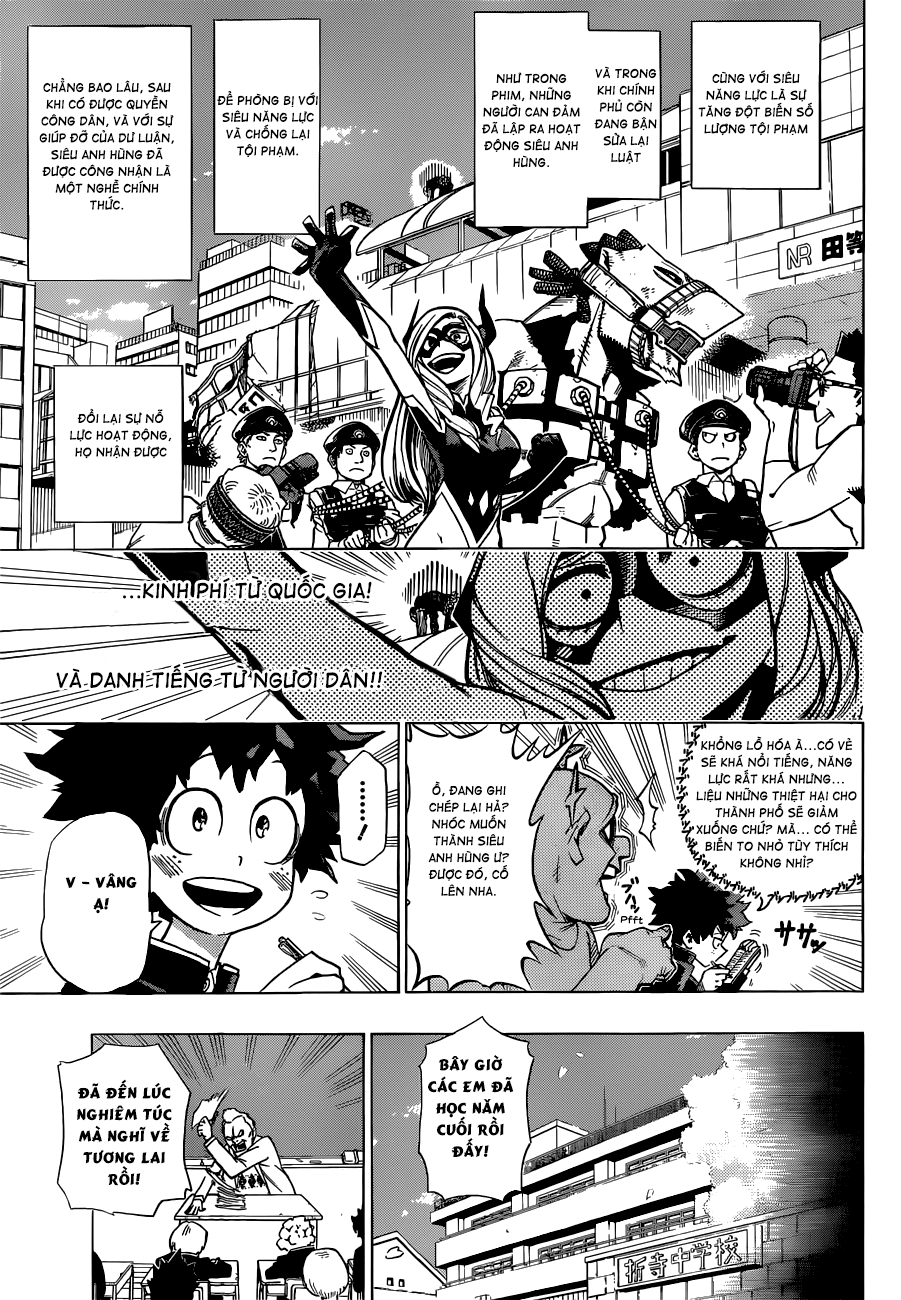 CŨNG VỚI SIÊU
NĂNG LỰC LÀ SỰ
TĂNG ĐỘT BIẾN SỐ
LƯỢNG TỘI PHẠM
VÀ TRONG
KHI CHÍNH
PHỦ CÒN
ĐANG BẬN
SỬA LẠI
LUẬT
NHƯ TRONG
PHIM, NHỮNG
NGƯỜI CAN ĐẢM
ĐÃ LẬP RA HOẠT
ĐỘNG SIÊU ANH
HÙNG.
ĐỀ PHÒNG BỊ VỚI
SIÊU NĂNG LỰC
VÀ CHỐNG LẠI
TỘI PHẠM.
CHẲNG BAO LÂU, SAU
KHI CÓ ĐƯỢC QUYỀN
CÔNG DÂN, VÀ VỚI SỰ
GIÚP ĐỠ CỦA DƯ LUẬN,
SIÊU ANH HÙNG ĐÃ
ĐƯỢC CÔNG NHẬN LÀ
MỘT NGHỀ CHÍNH
THỨC.
NR 田等
ĐỔI LẠI SỰ NỖ
LỰC HOẠT ĐỘNG,
HỌ NHẬN ĐƯỢC
...KINH PHÍ TỪ QUỐC GIA!
VÀ DANH TIẾNG TỪ NGƯỜI DÂN!!
KHỔNG LỒ HÓA À...CÓ VẺ
SẼ KHÁ NỔI TIẾNG, NĂNG
LỰC RẤT KHÁ NHƯNG...
LIỆU NHỮNG THIỆT HẠI CHO
THÀNH PHỐ SẼ GIẢM
XUỐNG CHỨ? MÀ... CÓ THỂ
BIẾN TO NHỎ TÙY THÍCH
KHÔNG NHỈ?
Ồ, ĐANG GHI
CHÉP LẠI HẢ?
NHÓC MUỐN
THÀNH SIÊU
ANH HÙNG Ư?
ĐƯỢC ĐÓ, CỐ
LÊN NHA.
Pfft
ササッ
........!
V - VÂNG
Ạ!
BÂY GIỜ
CÁC EM ĐÃ
HỌC NĂM
CUỐI RỒI
ĐẤY!
折寺中学校
ĐÃ ĐẾN LÚC
NGHIÊM TÚC
MÀ NGHĨ VỀ
TƯƠNG LAI
RỒI!